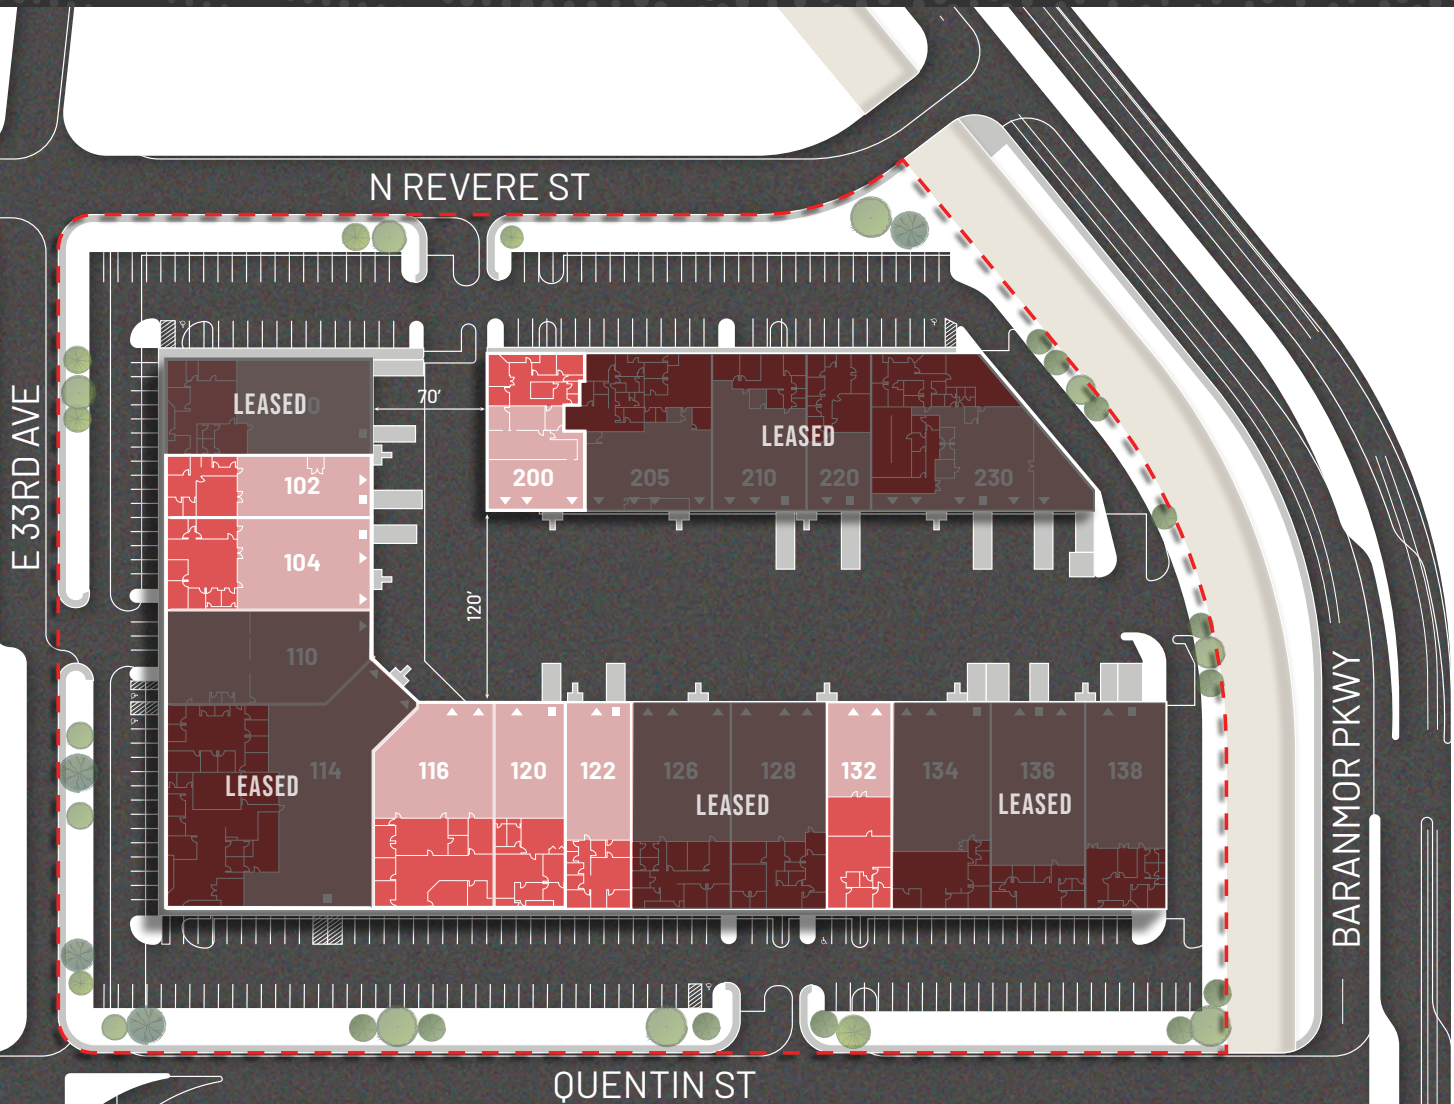 N REVERE ST
E 33RD AVE
BARANMOR PKWY
QUENTIN ST
70’
120’
LEASED
102
104
110
LEASED
114
200
205
210
220
230
LEASED
116
120
122
126
128
LEASED
132
134
136
138
LEASED